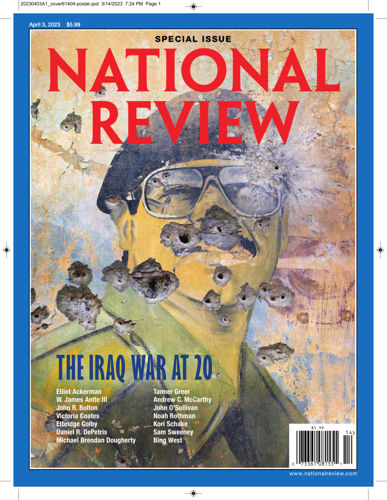 20230403A1_cover61404-postal.qxd 3/14/2023 7:24 PM Page 1
April 3, 2023 $5.99
SPECIAL ISSUE
NATIONAL
REVIEW
THE IRAQ WAR AT 20
Elliot Ackerman
W. James Antle III
John R. Bolton
Victoria Coates
Elbridge Colby
Daniel R. DePetris
Michael Brendan Dougherty
Tanner Greer
Andrew C. McCarthy
John O'Sullivan
Noah Rothman
Kori Schake
Sam Sweeney
Bing West
$5.99
14
www.nationalreview.com